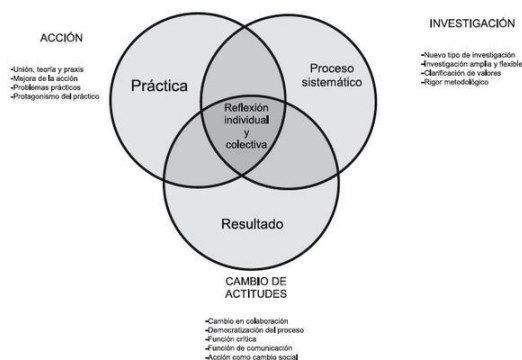 ACCIÓN
-Unión, teoría y praxis
-Mejora de la acción
-Problemas prácticos
-Protagonismo del práctico
INVESTIGACIÓN
-Nuevo tipo de investigación
-Investigación amplia y flexible
-Clarificación de valores
-Rigor metodológico
Práctica
Proceso
sistemático
Reflexión
individual
y
colectiva
Resultado
CAMBIO DE
ACTITUDES
-Cambio en colaboración
-Democratización del proceso
-Función crítica
-Función de comunicación
-Acción como cambio social